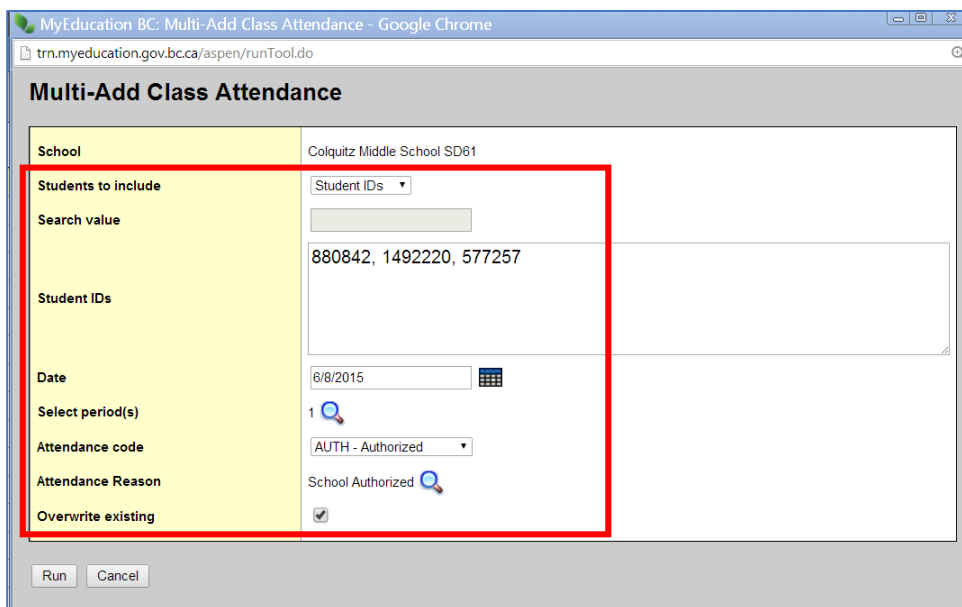 MyEducation BC: Multi-Add Class Attendance - Google Chrome
trn.myeducation.gov.bc.ca/aspen/runTool.do
Multi-Add Class Attendance
School Colquitz Middle School SD61
Students to include Student IDs
Search value
Student IDs 880842, 1492220, 577257
Date 6/8/2015
Select period(s) 1
Attendance code AUTH - Authorized
Attendance Reason School Authorized
Overwrite existing
Run Cancel